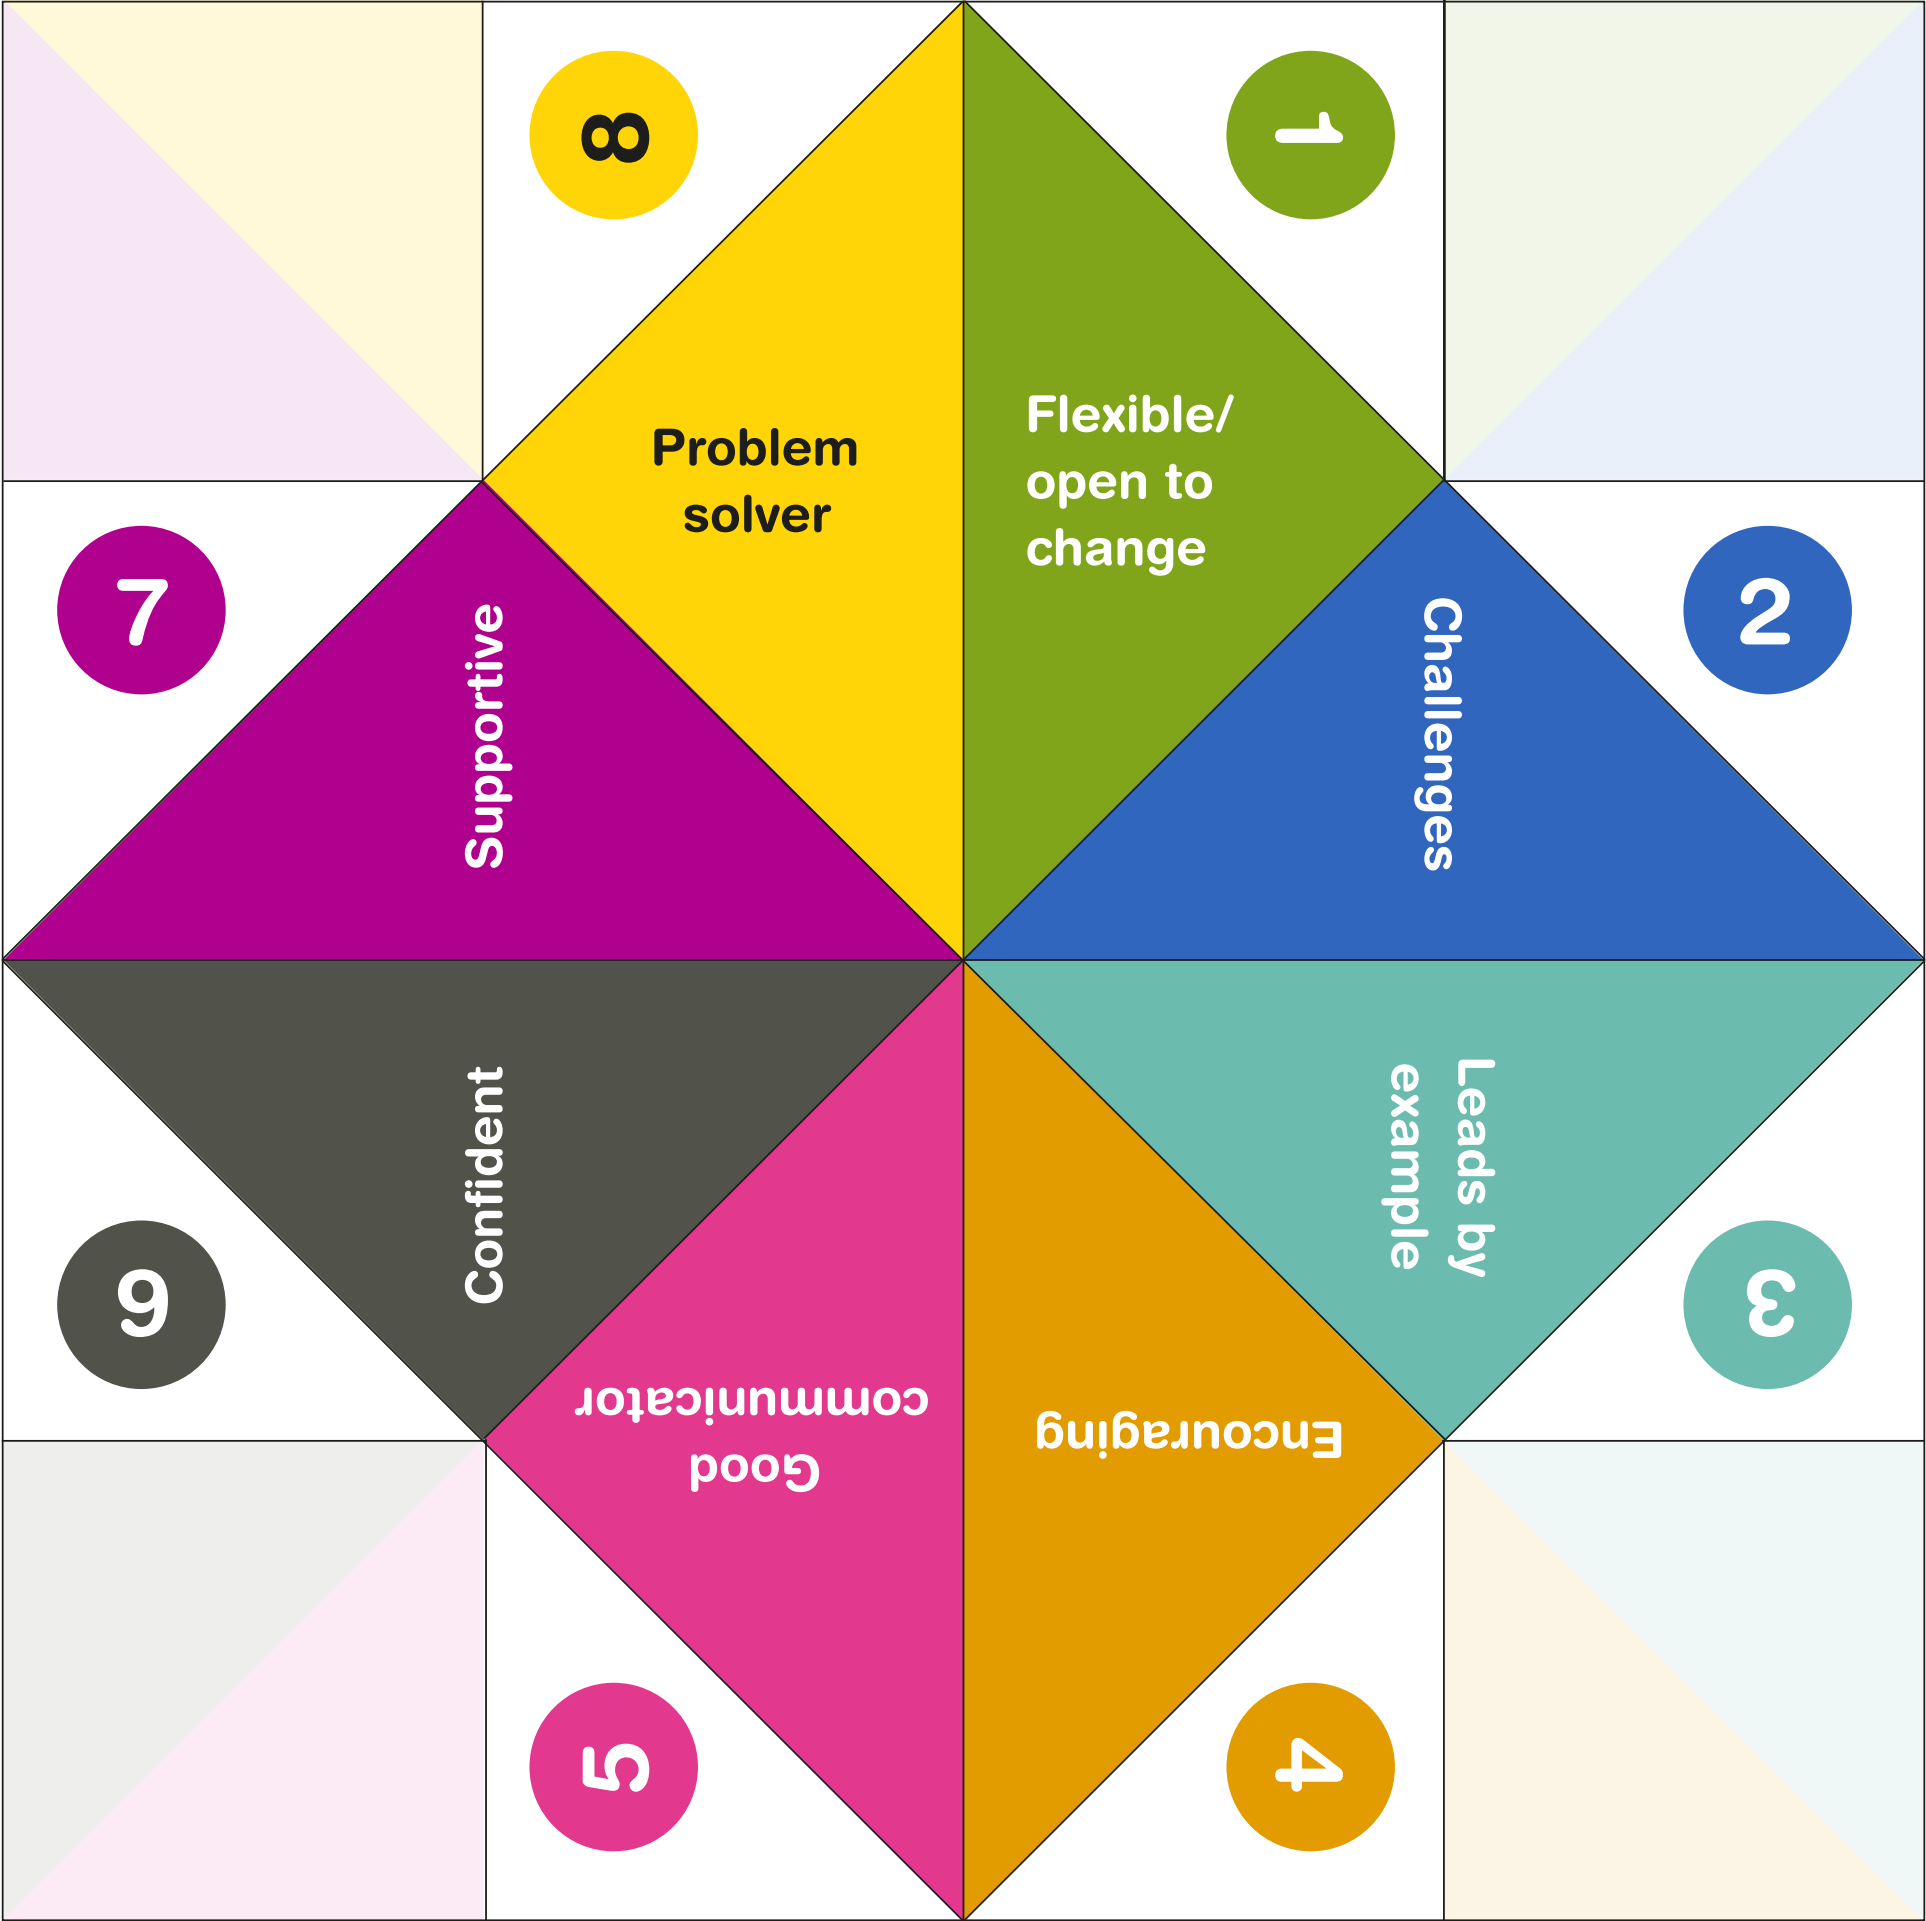 8
1
Problem
solver
Flexible/
open to
change
7
Supportive
Challenges
2
Confident
6
Leads by
example
3
Good
communicator
Encouraging
5
4